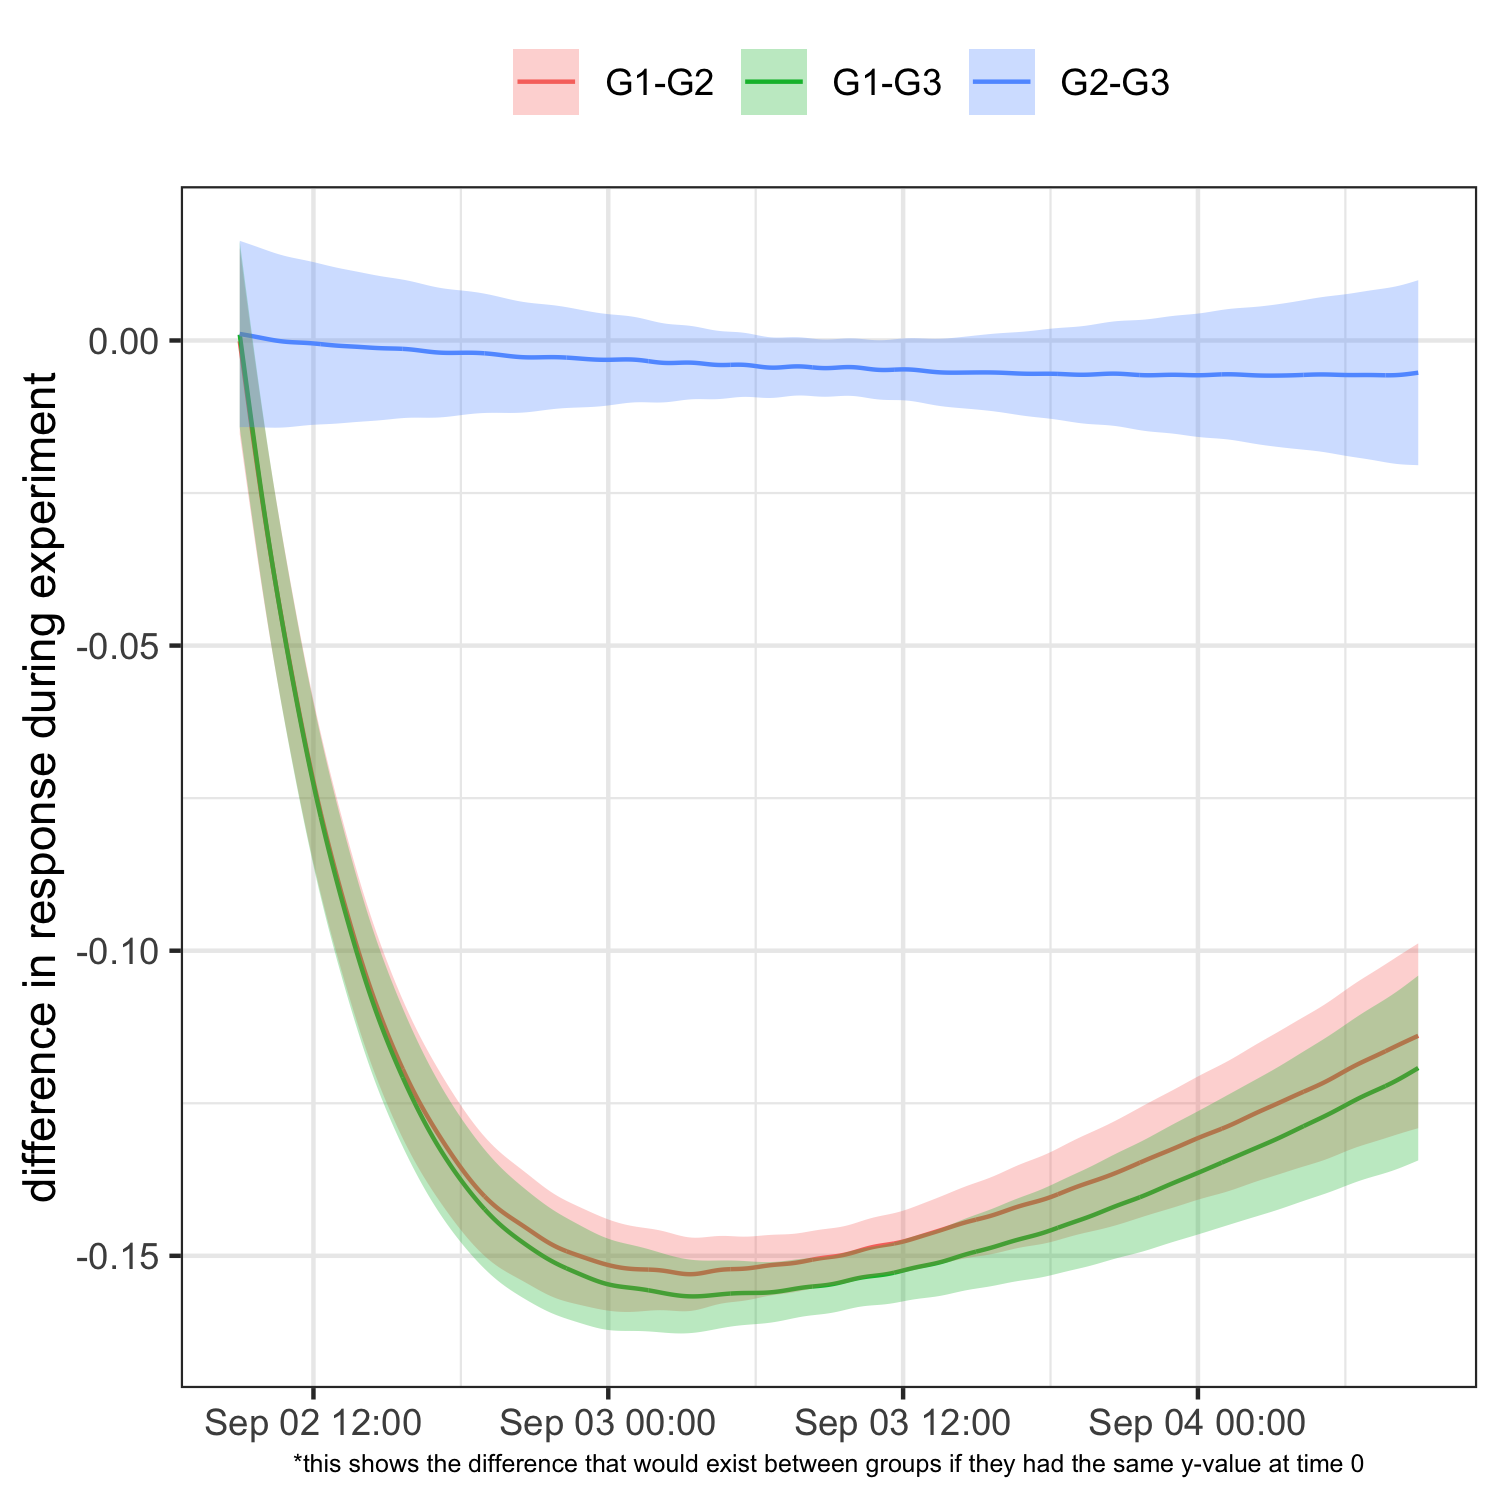 G1-G2 G1-G3 G2-G3
difference in response during experiment
0.00
-0.05
-0.10
-0.15
Sep 02 12:00 Sep 03 00:00 Sep 03 12:00 Sep 04 00:00
*this shows the difference that would exist between groups if they had the same y-value at time 0